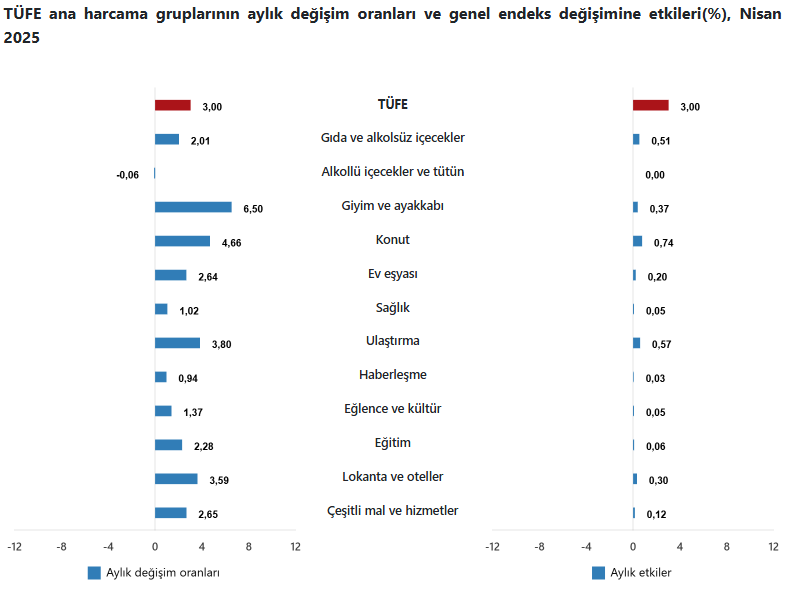 TÜFE ana harcama gruplarının aylık değişim oranları ve genel endeks değişimine etkileri(%), Nisan
2025
3,00 TÜFE 3,00
2,01 Gıda ve alkolsüz içecekler 0,51
-0,06 Alkollü içecekler ve tütün 0,00
6,50 Giyim ve ayakkabı 0,37
4,66 Konut 0,74
2,64 Ev eşyası 0,20
1,02 Sağlık 0,05
3,80 Ulaştırma 0,57
0,94 Haberleşme 0,03
1,37 Eğlence ve kültür 0,05
2,28 Eğitim 0,06
3,59 Lokanta ve oteller 0,30
2,65 Çeşitli mal ve hizmetler 0,12
-12 -8 -4 0 4 8 12 -12 -8 -4 0 4 8 12
Aylık değişim oranları Aylık etkiler